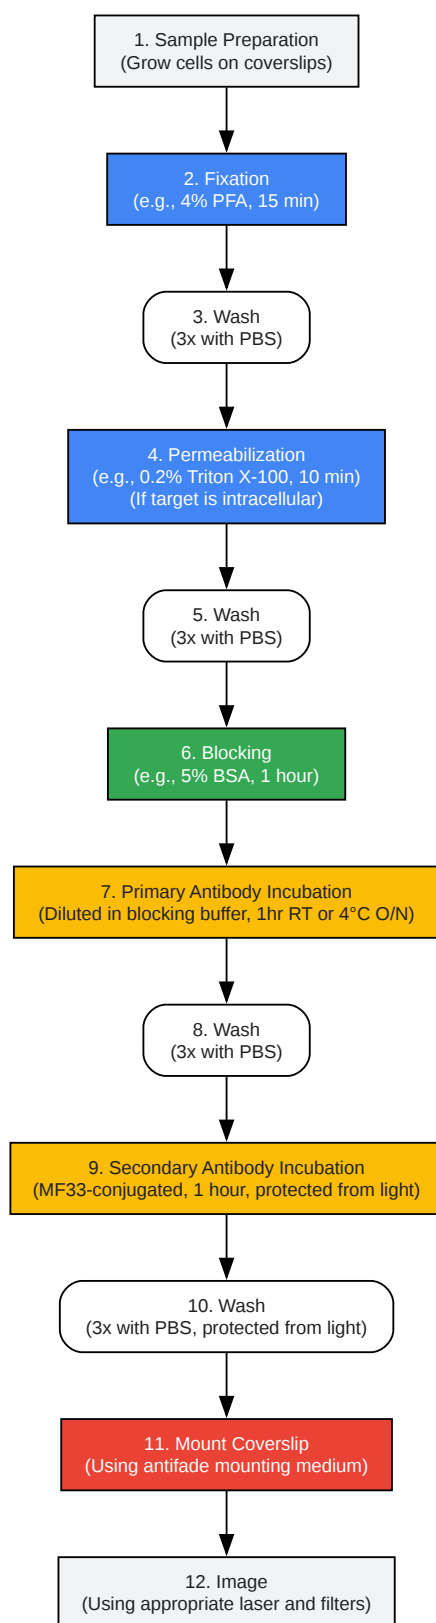 1. Sample Preparation
(Grow cells on coverslips)
2. Fixation
(e.g., 4% PFA, 15 min)
3. Wash
(3x with PBS)
4. Permeabilization
(e.g., 0.2% Triton X-100, 10 min)
(If target is intracellular)
5. Wash
(3x with PBS)
6. Blocking
(e.g., 5% BSA, 1 hour)
7. Primary Antibody Incubation
(Diluted in blocking buffer, 1hr RT or 4°C O/N)
8. Wash
(3x with PBS)
9. Secondary Antibody Incubation
(MF33-conjugated, 1 hour, protected from light)
10. Wash
(3x with PBS, protected from light)
11. Mount Coverslip
(Using antifade mounting medium)
12. Image
(Using appropriate laser and filters)